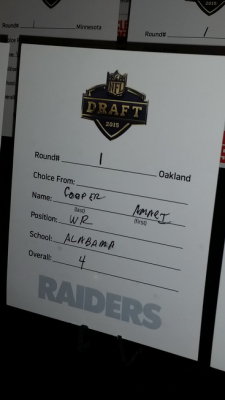 Round# Minnesota
Round# 1
NFL
DRAFT
2015
Round# 1 Oakland
Choice From:
Name: COOPER AMARI
(last) (first)
Position: WR
School: ALABAMA
Overall: 4
RAIDERS